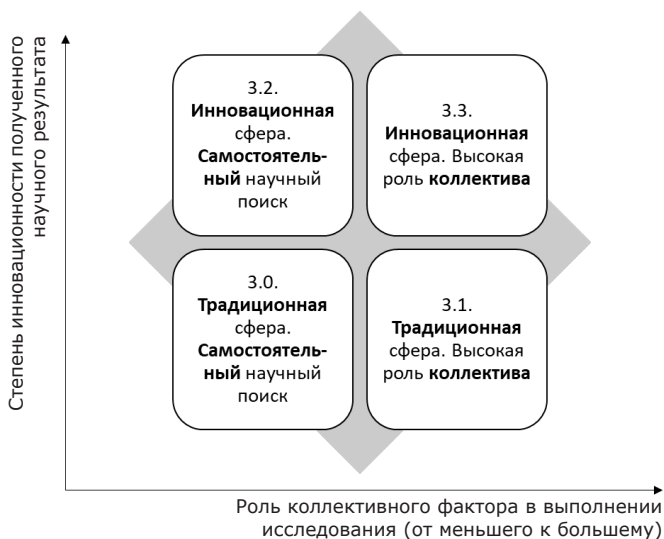 Степень инновационности полученного
научного результата
3.2.
Инновационная
сфера.
Самостоятель-
ный научный
поиск
3.3.
Инновационная
сфера. Высокая
роль коллектива
3.0.
Традиционная
сфера.
Самостоятель-
ный научный
поиск
3.1.
Традиционная
сфера. Высокая
роль коллектива
Роль коллективного фактора в выполнении
исследования (от меньшего к большему)